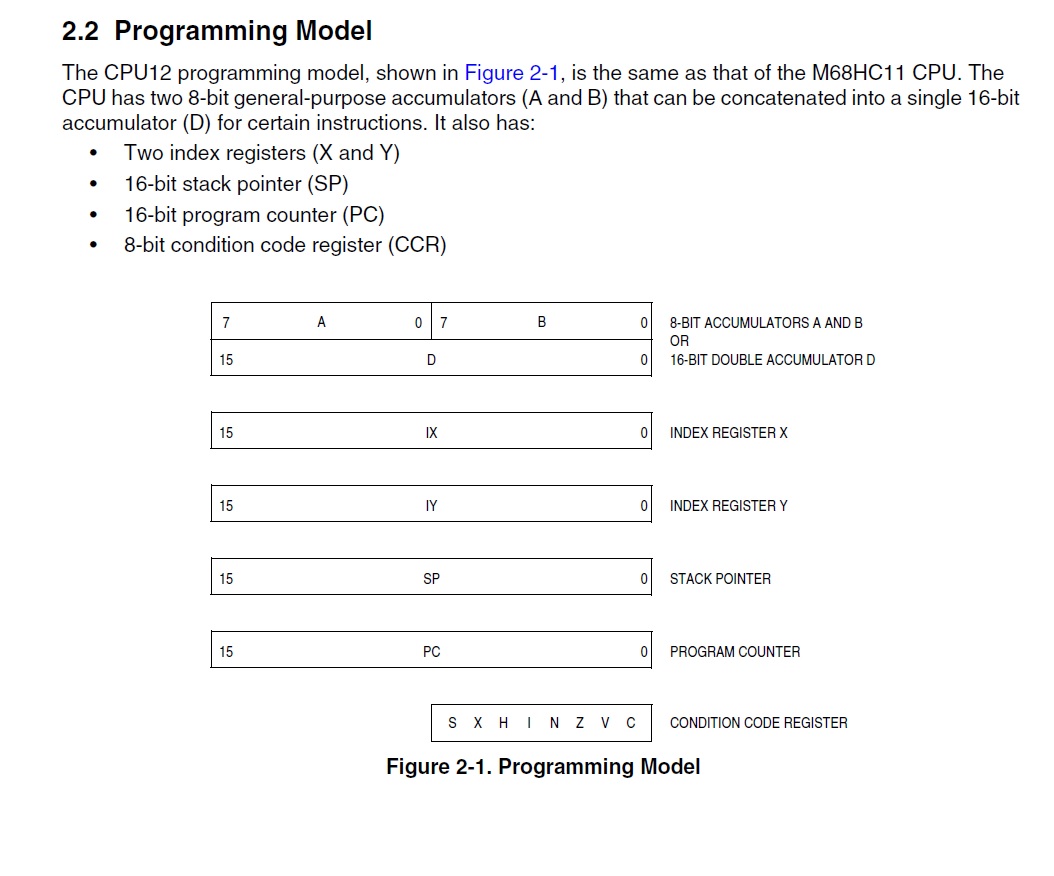 2.2 Programming Model
The CPU12 programming model, shown in Figure 2-1, is the same as that of the M68HC11 CPU. The
CPU has two 8-bit general-purpose accumulators (A and B) that can be concatenated into a single 16-bit
accumulator (D) for certain instructions. It also has:
• Two index registers (X and Y)
• 16-bit stack pointer (SP)
• 16-bit program counter (PC)
• 8-bit condition code register (CCR)
7 A 0 7 B 0 8-BIT ACCUMULATORS A AND B
OR
15 D 0 16-BIT DOUBLE ACCUMULATOR D
15 IX 0 INDEX REGISTER X
15 IY 0 INDEX REGISTER Y
15 SP 0 STACK POINTER
15 PC 0 PROGRAM COUNTER
S X H I N Z V C CONDITION CODE REGISTER
Figure 2-1. Programming Model